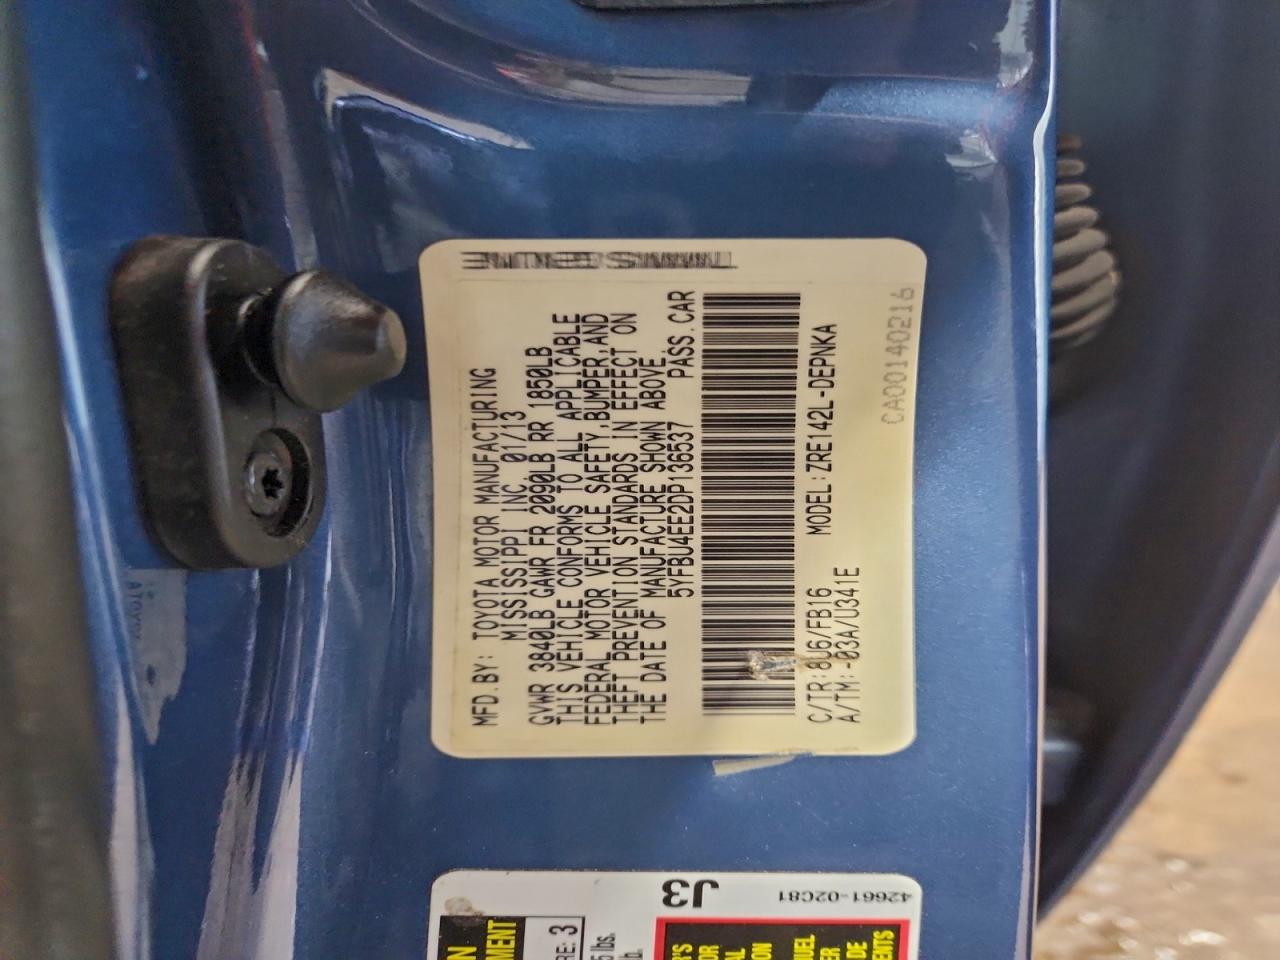 MFD.BY: TOYOTA MOTOR MANUFACTURING
MISSISSIPPI INC. 01/13
GVWR 3840LB GAWR FR 2090LB RR 1850LB
THIS VEHICLE CONFORMS TO ALL APPLICABLE
FEDERAL MOTOR VEHICLE SAFETY,BUMPER,AND
THEFT PREVENTION STANDARDS IN EFFECT ON
THE DATE OF MANUFACTURE SHOWN ABOVE.
5YFBU4EE2DP136537 PASS.CAR
C/TR:8U6/FB16 MODEL:ZRE142L-DEPNKA
A/TM:-03A/U341E
CA00140216
J3
42661-02C81